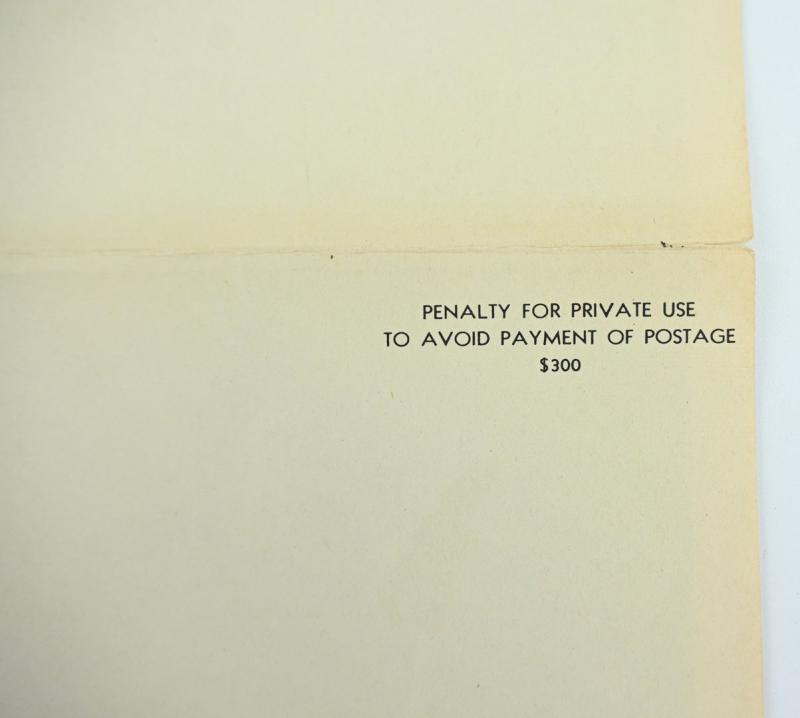 PENALTY FOR PRIVATE USE
TO AVOID PAYMENT OF POSTAGE
$300